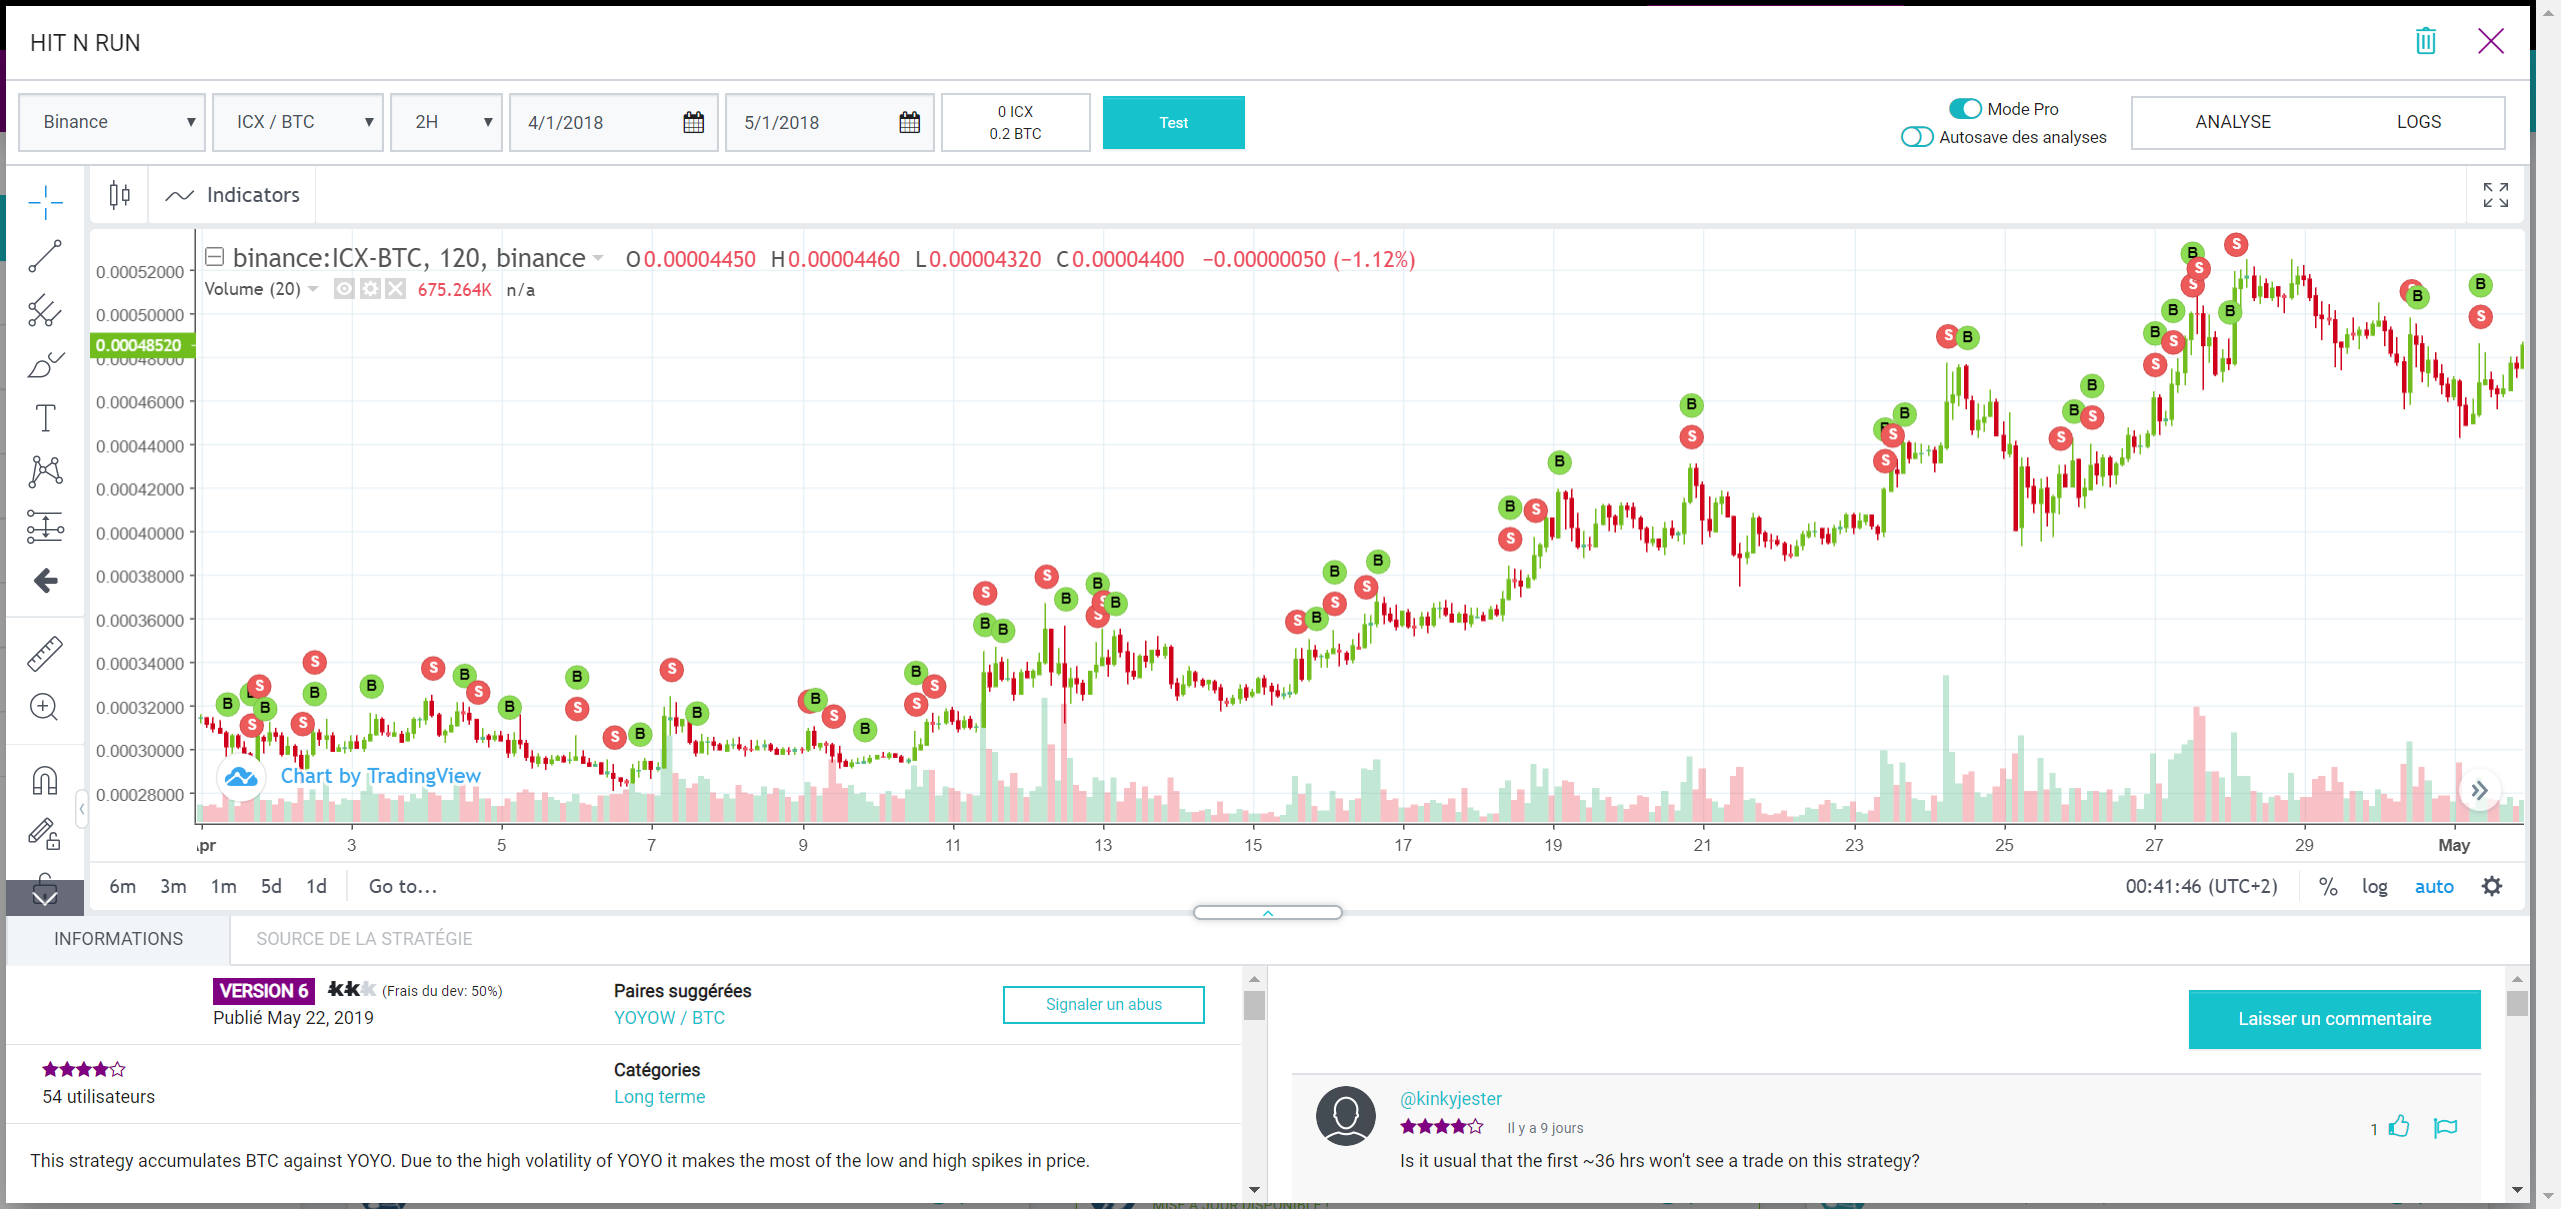 HIT N RUN
Binance
ICX / BTC
2H
4/1/2018
5/1/2018
0 ICX
0.2 BTC
Test
Mode Pro
Autosave des analyses
ANALYSE
LOGS
Indicators
binance:ICX-BTC, 120, binance
O0.00004450 H0.00004460 L0.00004320 C0.00004400 −0.00000050 (−1.12%)
Volume (20)
675.264K n/a
0.00052000
0.00050000
0.00048520
0.00048000
0.00046000
0.00044000
0.00042000
0.00040000
0.00038000
0.00036000
0.00034000
0.00032000
0.00030000
0.00028000
Chart by TradingView
3 5 7 9 11 13 15 17 19 21 23 25 27 29 May
6m 3m 1m 5d 1d Go to...
00:41:46 (UTC+2) % log auto
INFORMATIONS
SOURCE DE LA STRATÉGIE
VERSION 6 (Frais du dev: 50%)
Publié May 22, 2019
Paires suggérées
YOYOW / BTC
Signaler un abus
54 utilisateurs
Catégories
Long terme
This strategy accumulates BTC against YOYO. Due to the high volatility of YOYO it makes the most of the low and high spikes in price.
Laisser un commentaire
@kinkyjester
Il y a 9 jours
1
Is it usual that the first ~36 hrs won't see a trade on this strategy?
MISE À JOUR DISPONIBLE !